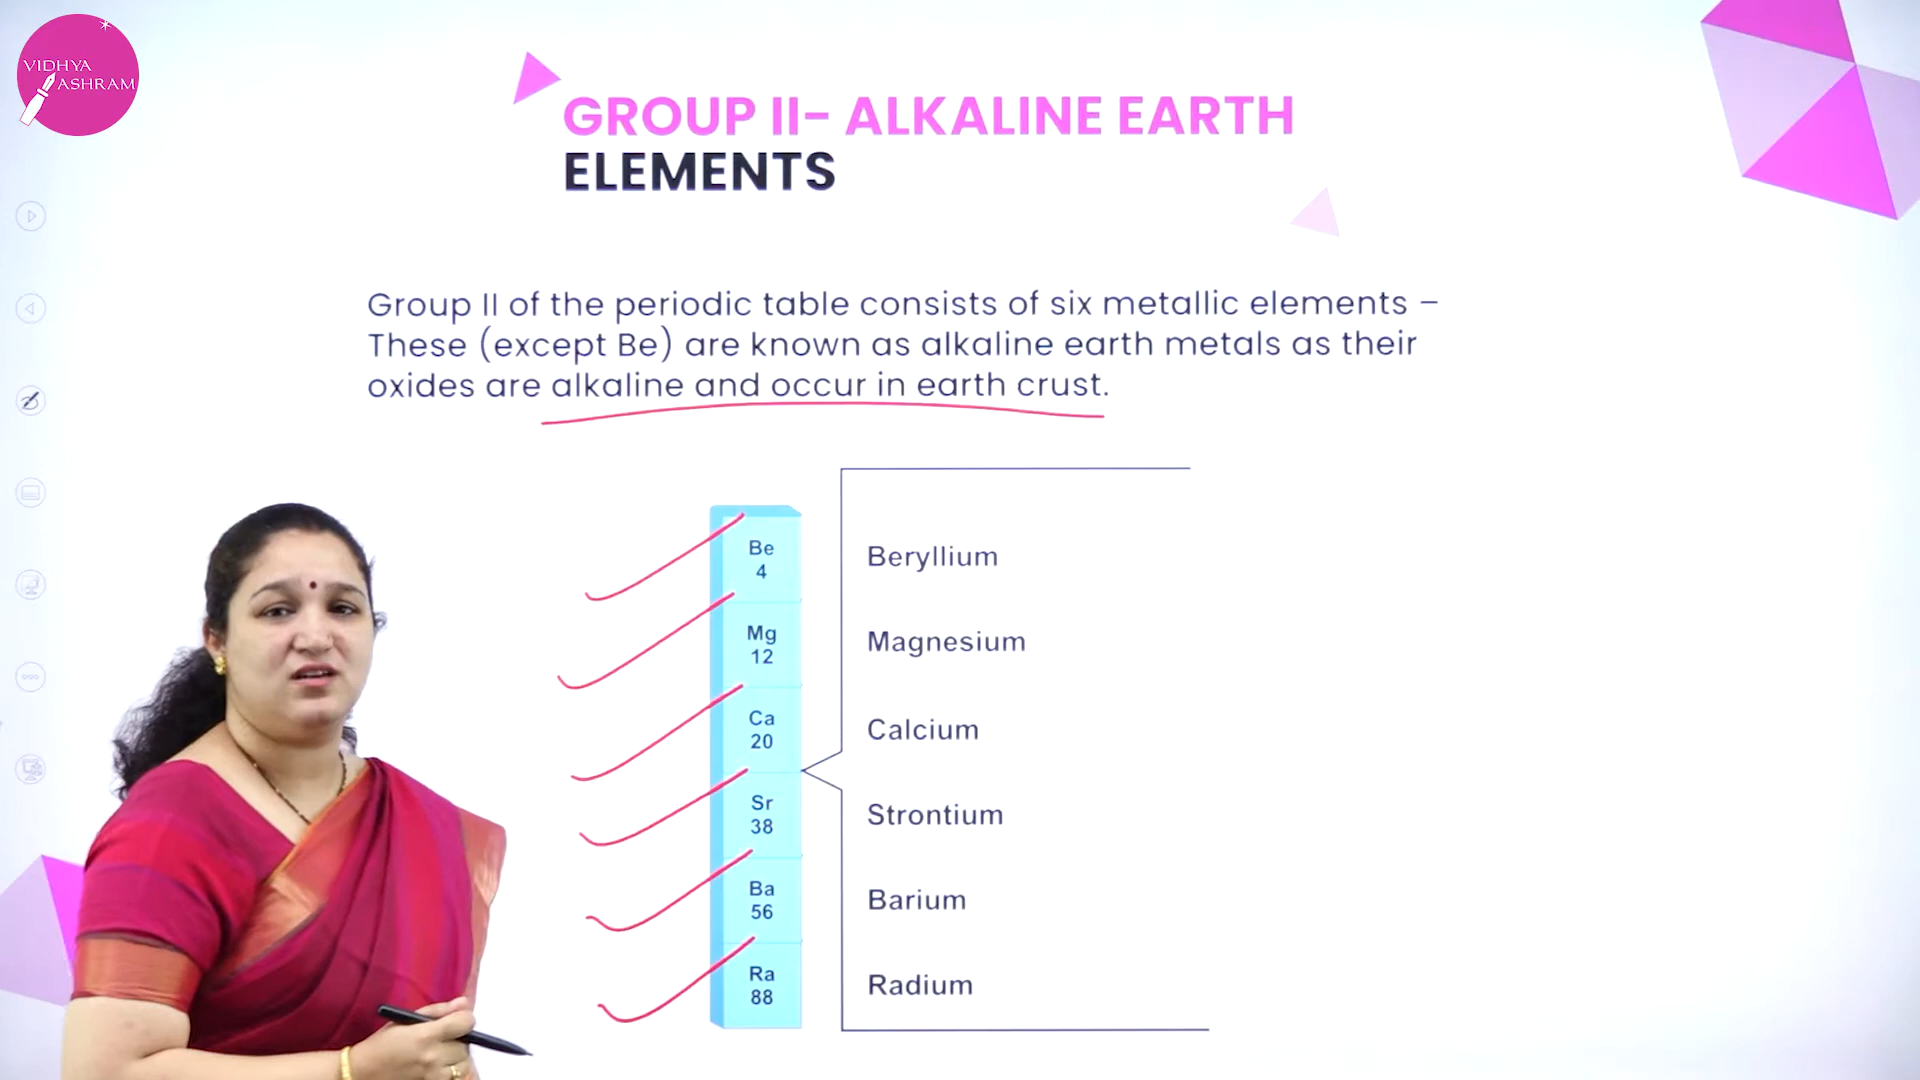 VIDHYA
ASHRAM
GROUP II- ALKALINE EARTH
ELEMENTS
Group II of the periodic table consists of six metallic elements –
These (except Be) are known as alkaline earth metals as their
oxides are alkaline and occur in earth crust.
Be
4
Beryllium
Mg
12
Magnesium
Ca
20
Calcium
Sr
38
Strontium
Ba
56
Barium
Ra
88
Radium